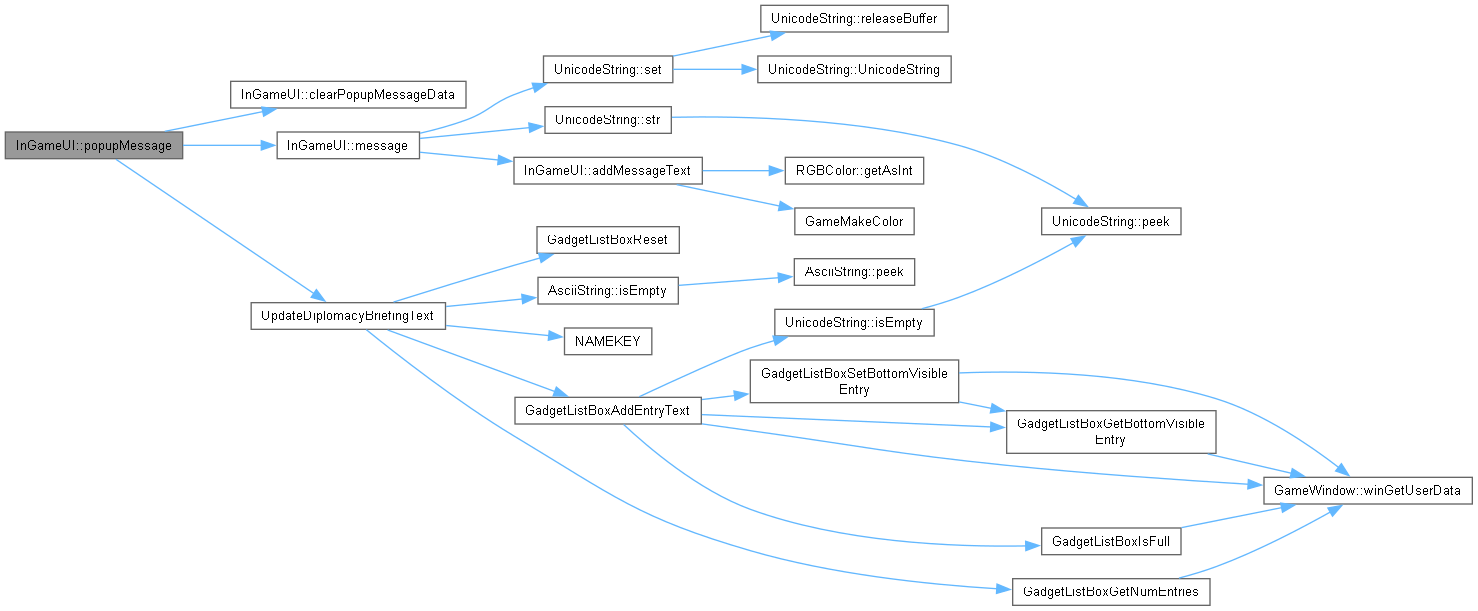 UnicodeString::releaseBuffer
UnicodeString::set
UnicodeString::UnicodeString
InGameUI::clearPopupMessageData
UnicodeString::str
InGameUI::popupMessage
InGameUI::message
InGameUI::addMessageText
RGBColor::getAsInt
GameMakeColor
UnicodeString::peek
GadgetListBoxReset
AsciiString::peek
AsciiString::isEmpty
UpdateDiplomacyBriefingText
UnicodeString::isEmpty
NAMEKEY
GadgetListBoxSetBottomVisible
Entry
GadgetListBoxAddEntryText
GadgetListBoxGetBottomVisible
Entry
GameWindow::winGetUserData
GadgetListBoxIsFull
GadgetListBoxGetNumEntries